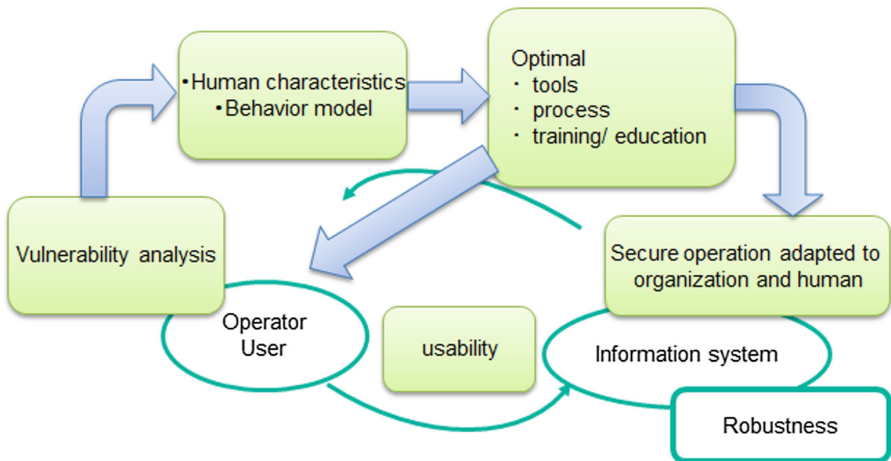 •Human characteristics
•Behavior model
Optimal
· tools
· process
· training/ education
Vulnerability analysis
Secure operation adapted to
organization and human
Operator
User
usability
Information system
Robustness